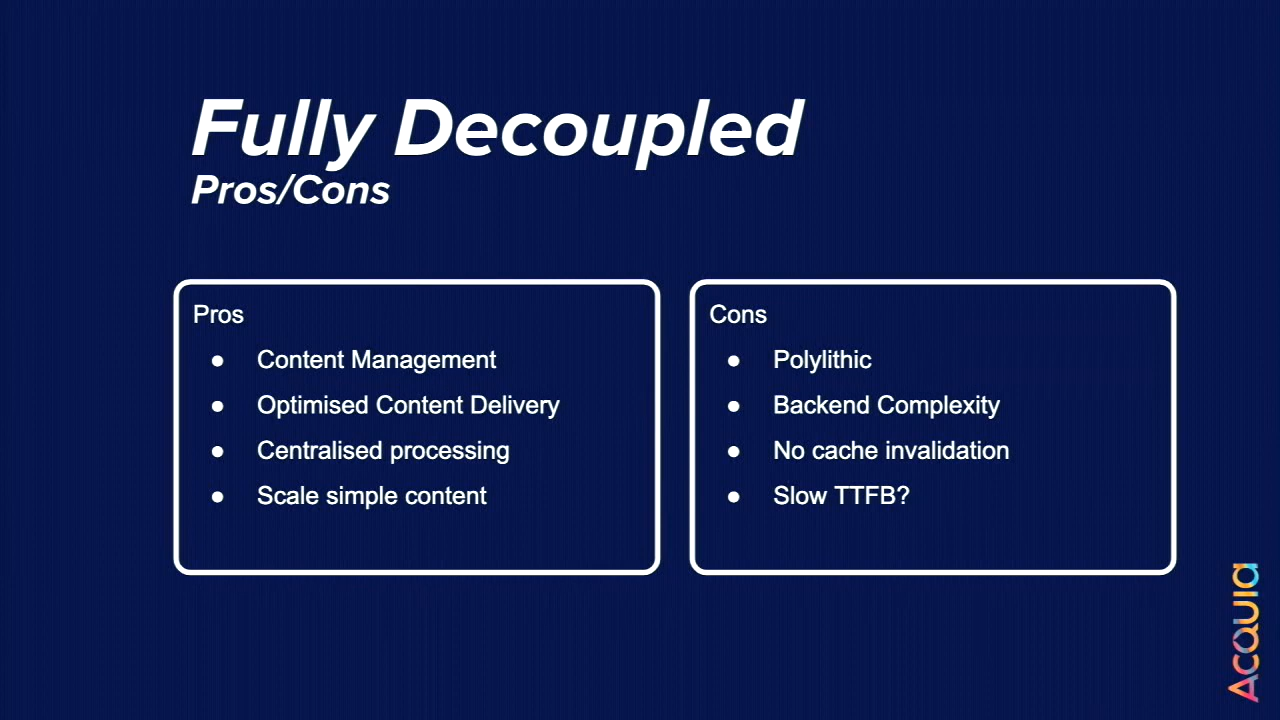 Fully Decoupled
Pros/Cons
Pros
● Content Management
● Optimised Content Delivery
● Centralised processing
● Scale simple content
Cons
● Polylithic
● Backend Complexity
● No cache invalidation
● Slow TTFB?
ACQUIA